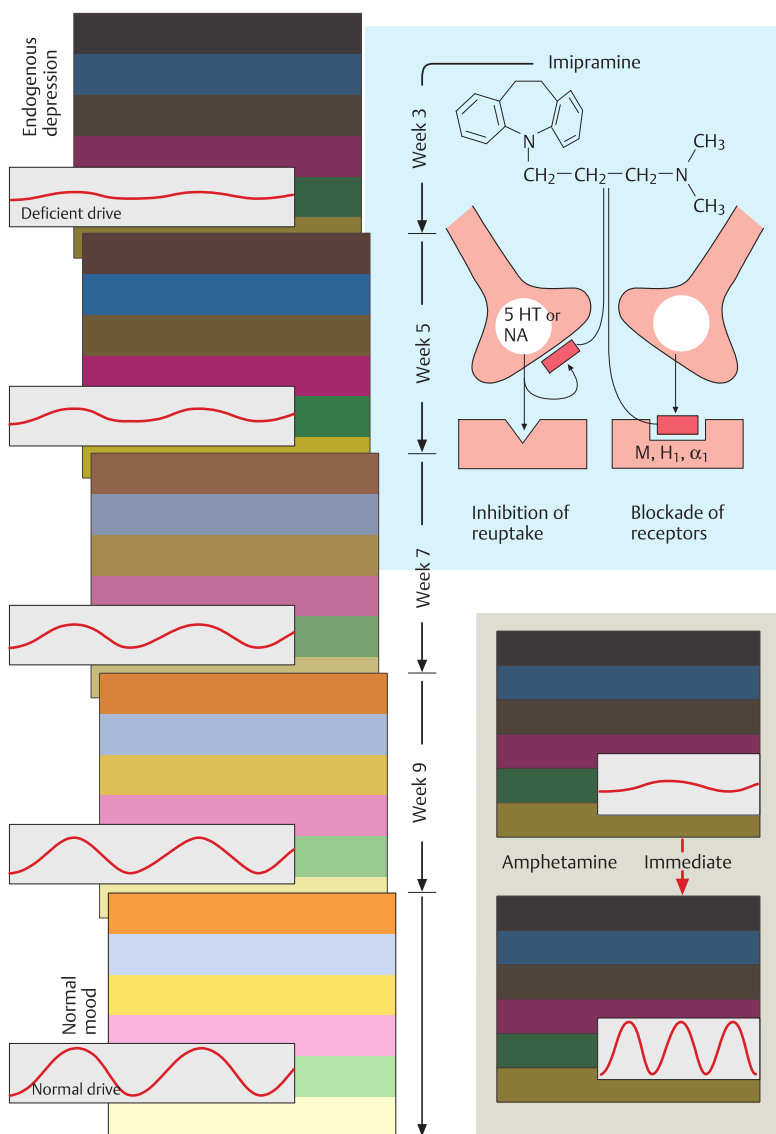 Endogenous
depression
Deficient drive
Week 3
Imipramine
N
CH₂–CH₂–CH₂–N
CH₃
CH₃
Week 5
5 HT or
NA
M, H₁, α₁
Inhibition of
reuptake
Blockade of
receptors
Week 7
Week 9
Amphetamine Immediate
Normal
mood
Normal drive